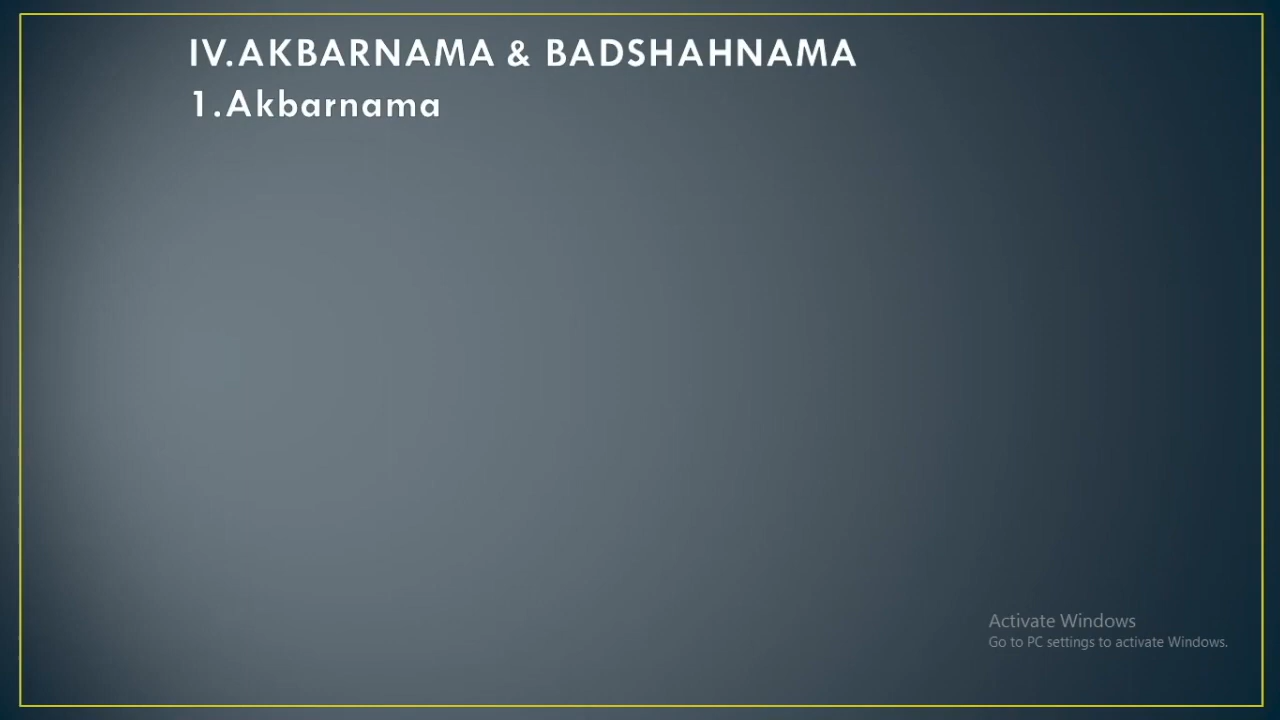 IV.AKBARNAMA & BADSHAHNAMA
1.Akbarnama
Activate Windows
Go to PC settings to activate Windows.